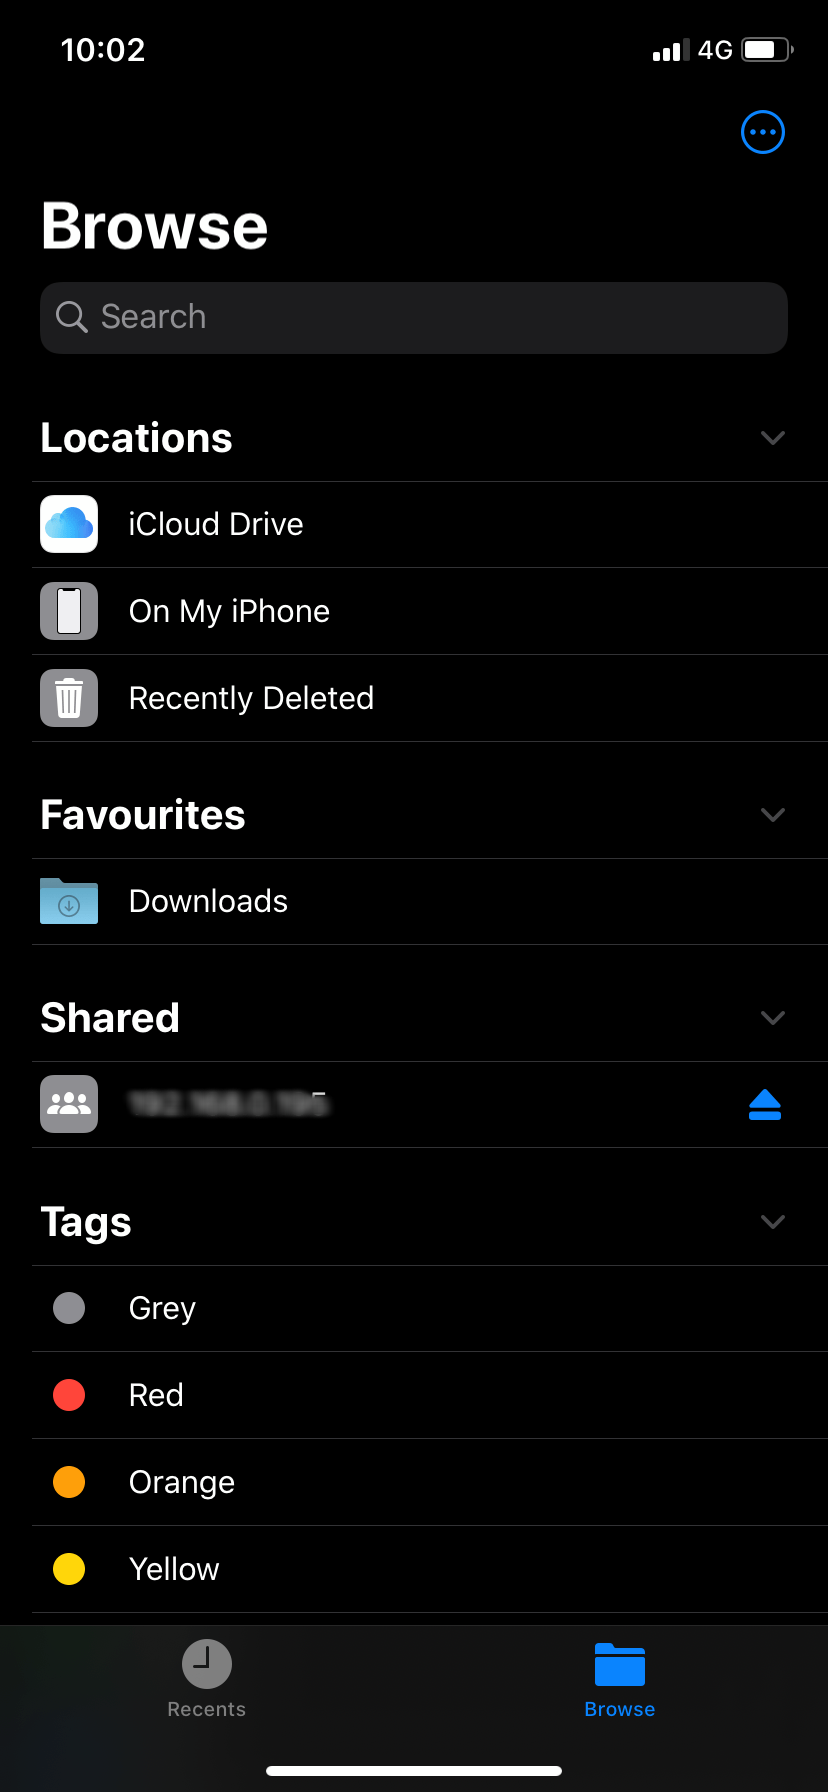 10:02
4G
Browse
Search
Locations
iCloud Drive
On My iPhone
Recently Deleted
Favourites
Downloads
Shared
Tags
Grey
Red
Orange
Yellow
Recents
Browse